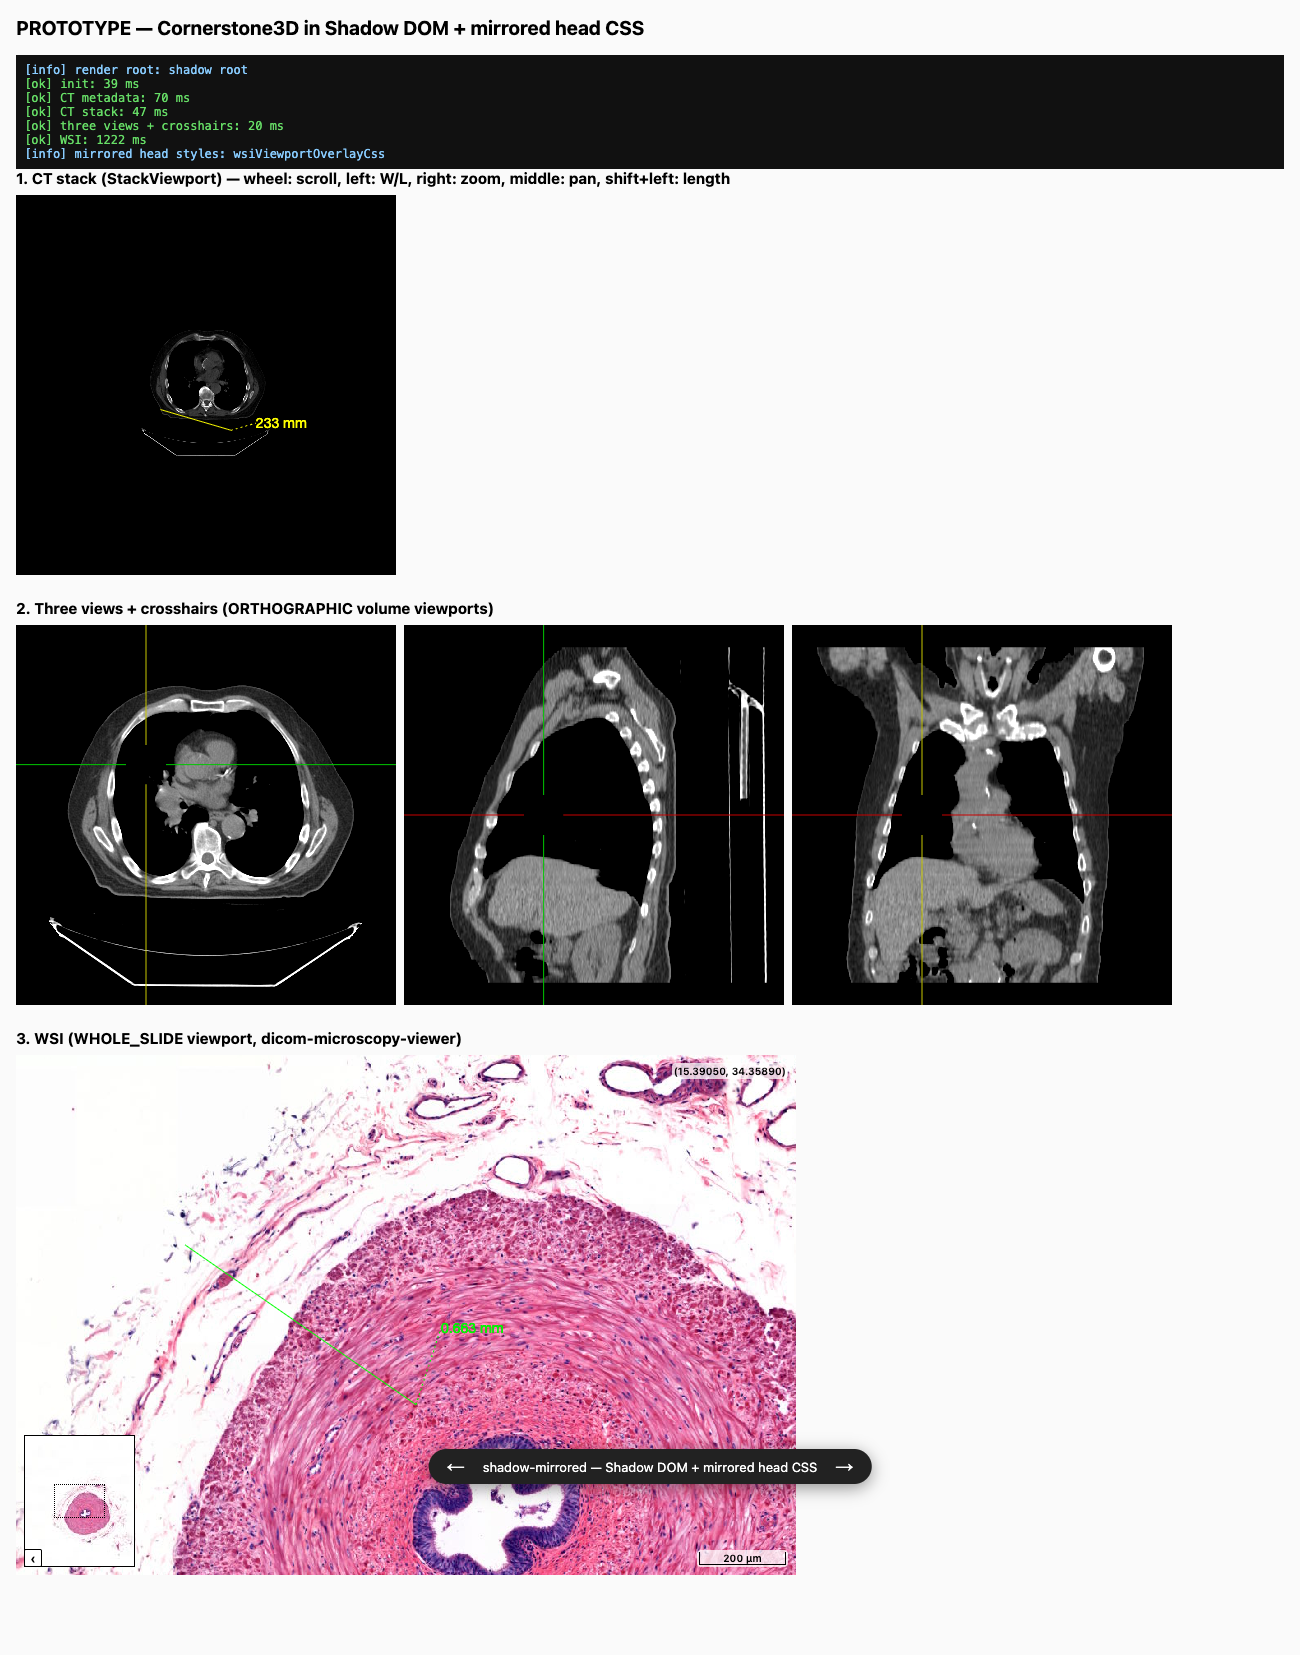 PROTOTYPE — Cornerstone3D in Shadow DOM + mirrored head CSS
[info] render root: shadow root
[ok] init: 39 ms
[ok] CT metadata: 70 ms
[ok] CT stack: 47 ms
[ok] three views + crosshairs: 20 ms
[ok] WSI: 1222 ms
[info] mirrored head styles: wsiViewportOverlayCss
1. CT stack (StackViewport) — wheel: scroll, left: W/L, right: zoom, middle: pan, shift+left: length
233 mm
2. Three views + crosshairs (ORTHOGRAPHIC volume viewports)
3. WSI (WHOLE_SLIDE viewport, dicom-microscopy-viewer)
(15.39050, 34.35890)
mm
← shadow-mirrored — Shadow DOM + mirrored head CSS →
‹
200 µm